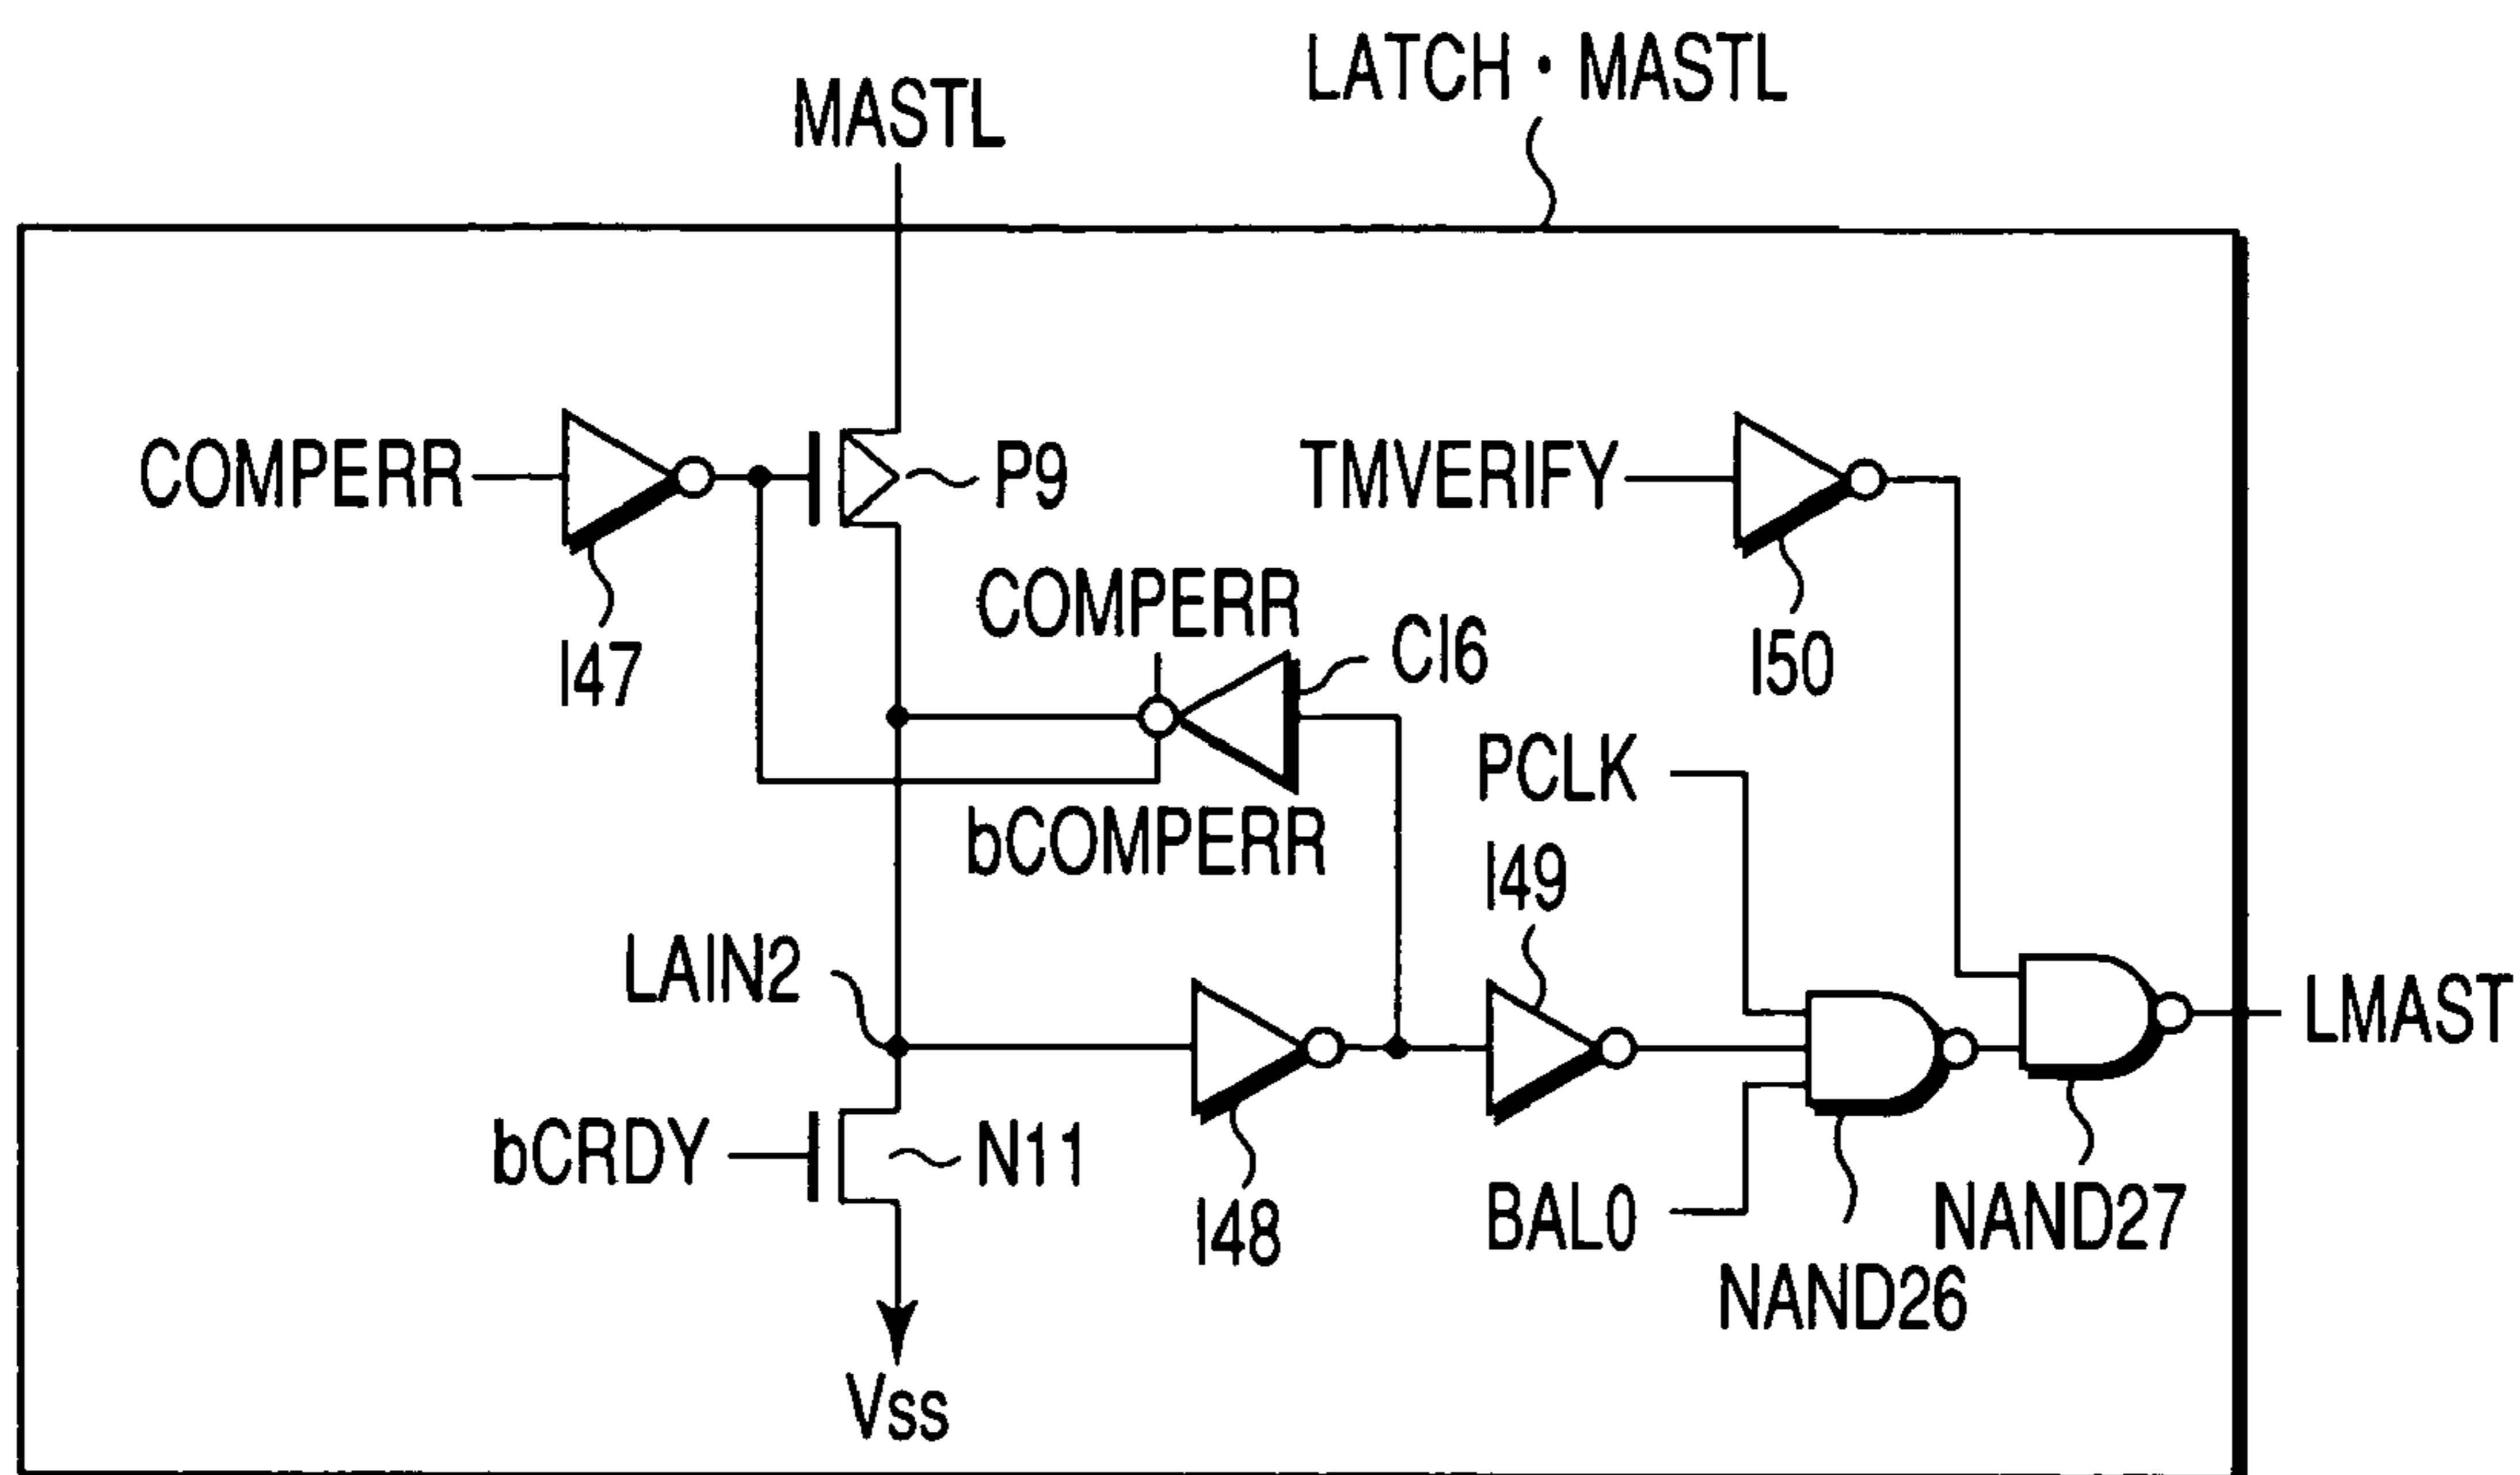 LATCH・MASTL
MASTL
COMPERR
P9
TMVERIFY
I47
COMPERR
CI6
I50
PCLK
bCOMPERR
I49
LAIN2
LMAST
bCRDY
N11
I48
BAL0
NAND27
NAND26
Vss